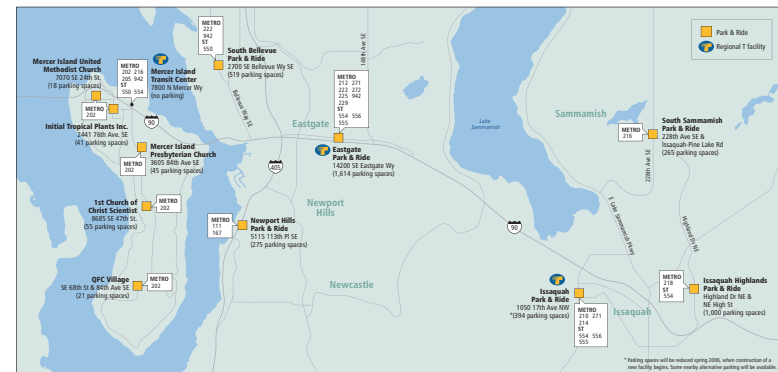 METRO
222
942
ST
550
South Bellevue
Park & Ride
2700 SE Bellevue Wy SE
(519 parking spaces)
148th Ave SE
Park & Ride
Regional T facility
Mercer Island United
Methodist Church
7070 SE 24th St.
(18 parking spaces)
METRO
202 216
205 942
ST
550 554
Mercer Island
Transit Center
7800 N Mercer Wy
(no parking)
METRO
202
Initial Tropical Plants Inc.
2441 76th Ave. SE
(41 parking spaces)
90
Bellevue Wy SE
METRO
212 271
222 272
225 942
229
ST
554 556
555
Eastgate
Eastgate
Park & Ride
14200 SE Eastgate Wy
(1,614 parking spaces)
Lake
Sammamish
Sammamish
METRO
216
South Sammamish
Park & Ride
228th Ave SE &
Issaquah-Pine Lake Rd
(265 parking spaces)
228th Ave SE
METRO
202
Mercer Island
Presbyterian Church
3605 84th Ave SE
(45 parking spaces)
405
1st Church of
Christ Scientist
8685 SE 47th St.
(55 parking spaces)
METRO
202
METRO
111
167
Newport Hills
Park & Ride
5115 113th Pl SE
(275 parking spaces)
Newport
Hills
90
E Lake Sammamish Pkwy
Highland Dr NE
QFC Village
SE 68th St & 84th Ave SE
(21 parking spaces)
METRO
202
Newcastle
Issaquah
Park & Ride
1050 17th Ave NW
*(394 parking spaces)
METRO
210 271
214
ST
554 556
555
Issaquah
METRO
218
ST
554
Issaquah Highlands
Park & Ride
Highland Dr NE &
NE High St
(1,000 parking spaces)
* Parking spaces will be reduced spring 2006, when construction of a
new facility begins. Some nearby alternative parking will be available.